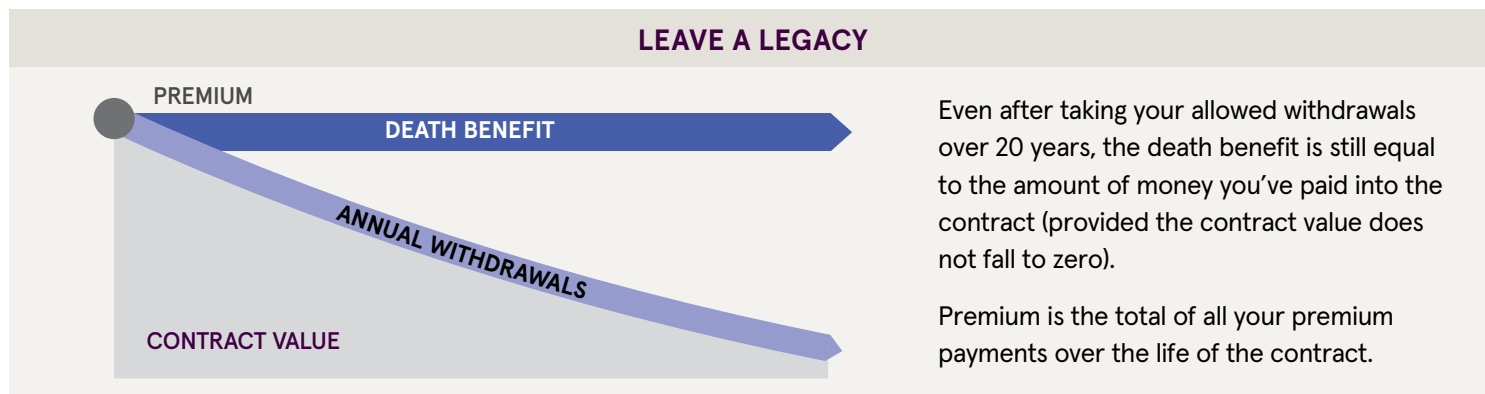 LEAVE A LEGACY
PREMIUM
DEATH BENEFIT
ANNUAL WITHDRAWALS
CONTRACT VALUE
Even after taking your allowed withdrawals
over 20 years, the death benefit is still equal
to the amount of money you’ve paid into the
contract (provided the contract value does
not fall to zero).
Premium is the total of all your premium
payments over the life of the contract.